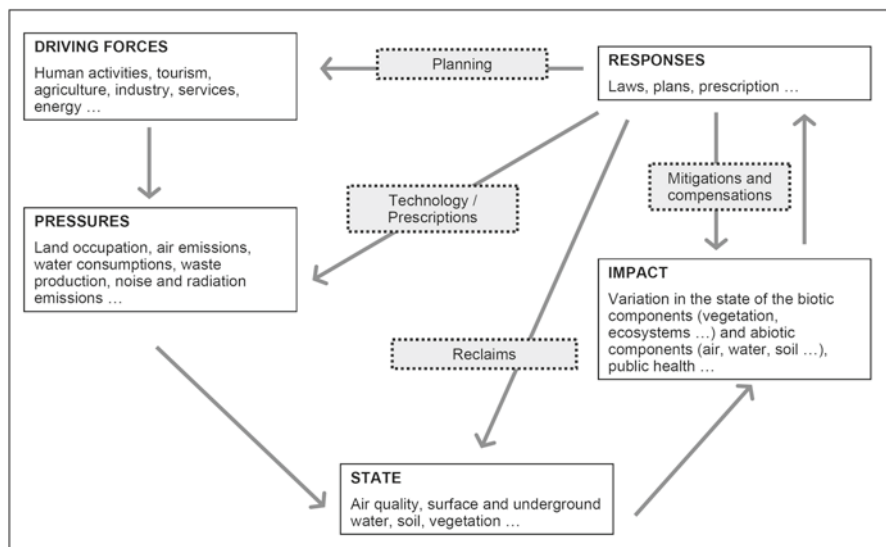 DRIVING FORCES
Human activities, tourism,
agriculture, industry, services,
energy …
Planning
RESPONSES
Laws, plans, prescription …
Technology /
Prescriptions
Mitigations and
compensations
PRESSURES
Land occupation, air emissions,
water consumptions, waste
production, noise and radiation
emissions …
IMPACT
Variation in the state of the biotic
components (vegetation,
ecosystems …) and abiotic
components (air, water, soil …),
public health …
Reclaims
STATE
Air quality, surface and underground
water, soil, vegetation …